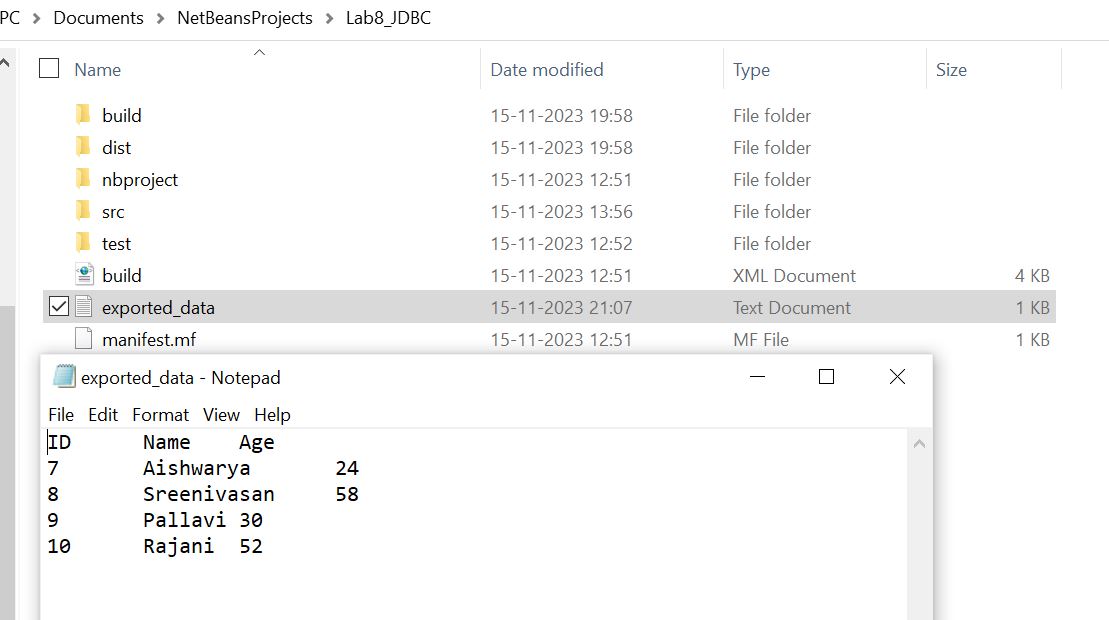 PC > Documents > NetBeansProjects > Lab8_JDBC
Name Date modified Type Size
build 15-11-2023 19:58 File folder
dist 15-11-2023 19:58 File folder
nbproject 15-11-2023 12:51 File folder
src 15-11-2023 13:56 File folder
test 15-11-2023 12:52 File folder
build 15-11-2023 12:51 XML Document 4 KB
exported_data 15-11-2023 21:07 Text Document 1 KB
manifest.mf 15-11-2023 12:51 MF File 1 KB
exported_data - Notepad
File Edit Format View Help
ID Name Age
7 Aishwarya 24
8 Sreenivasan 58
9 Pallavi 30
10 Rajani 52